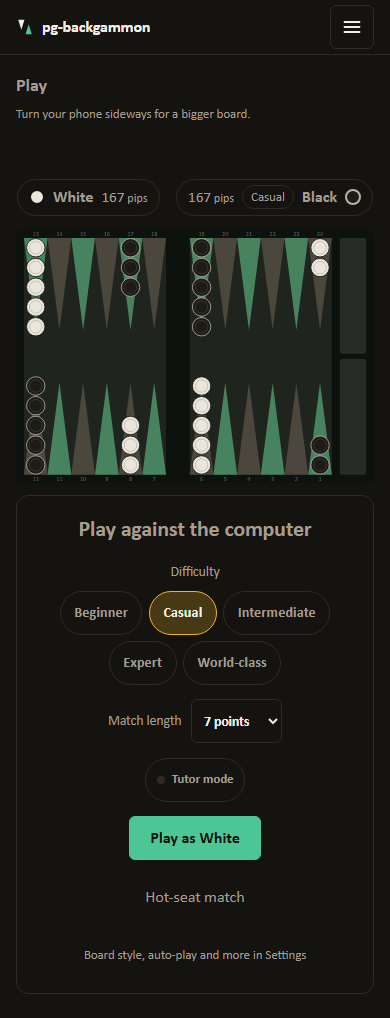 pg-backgammon
Play
Turn your phone sideways for a bigger board.
White 167 pips 167 pips Casual Black
13 14 15 16 17 18 19 20 21 22 23 24
12 11 10 9 8 7 6 5 4 3 2 1
Play against the computer
Difficulty
Beginner Casual Intermediate
Expert World-class
Match length 7 points
Tutor mode
Play as White
Hot-seat match
Board style, auto-play and more in Settings